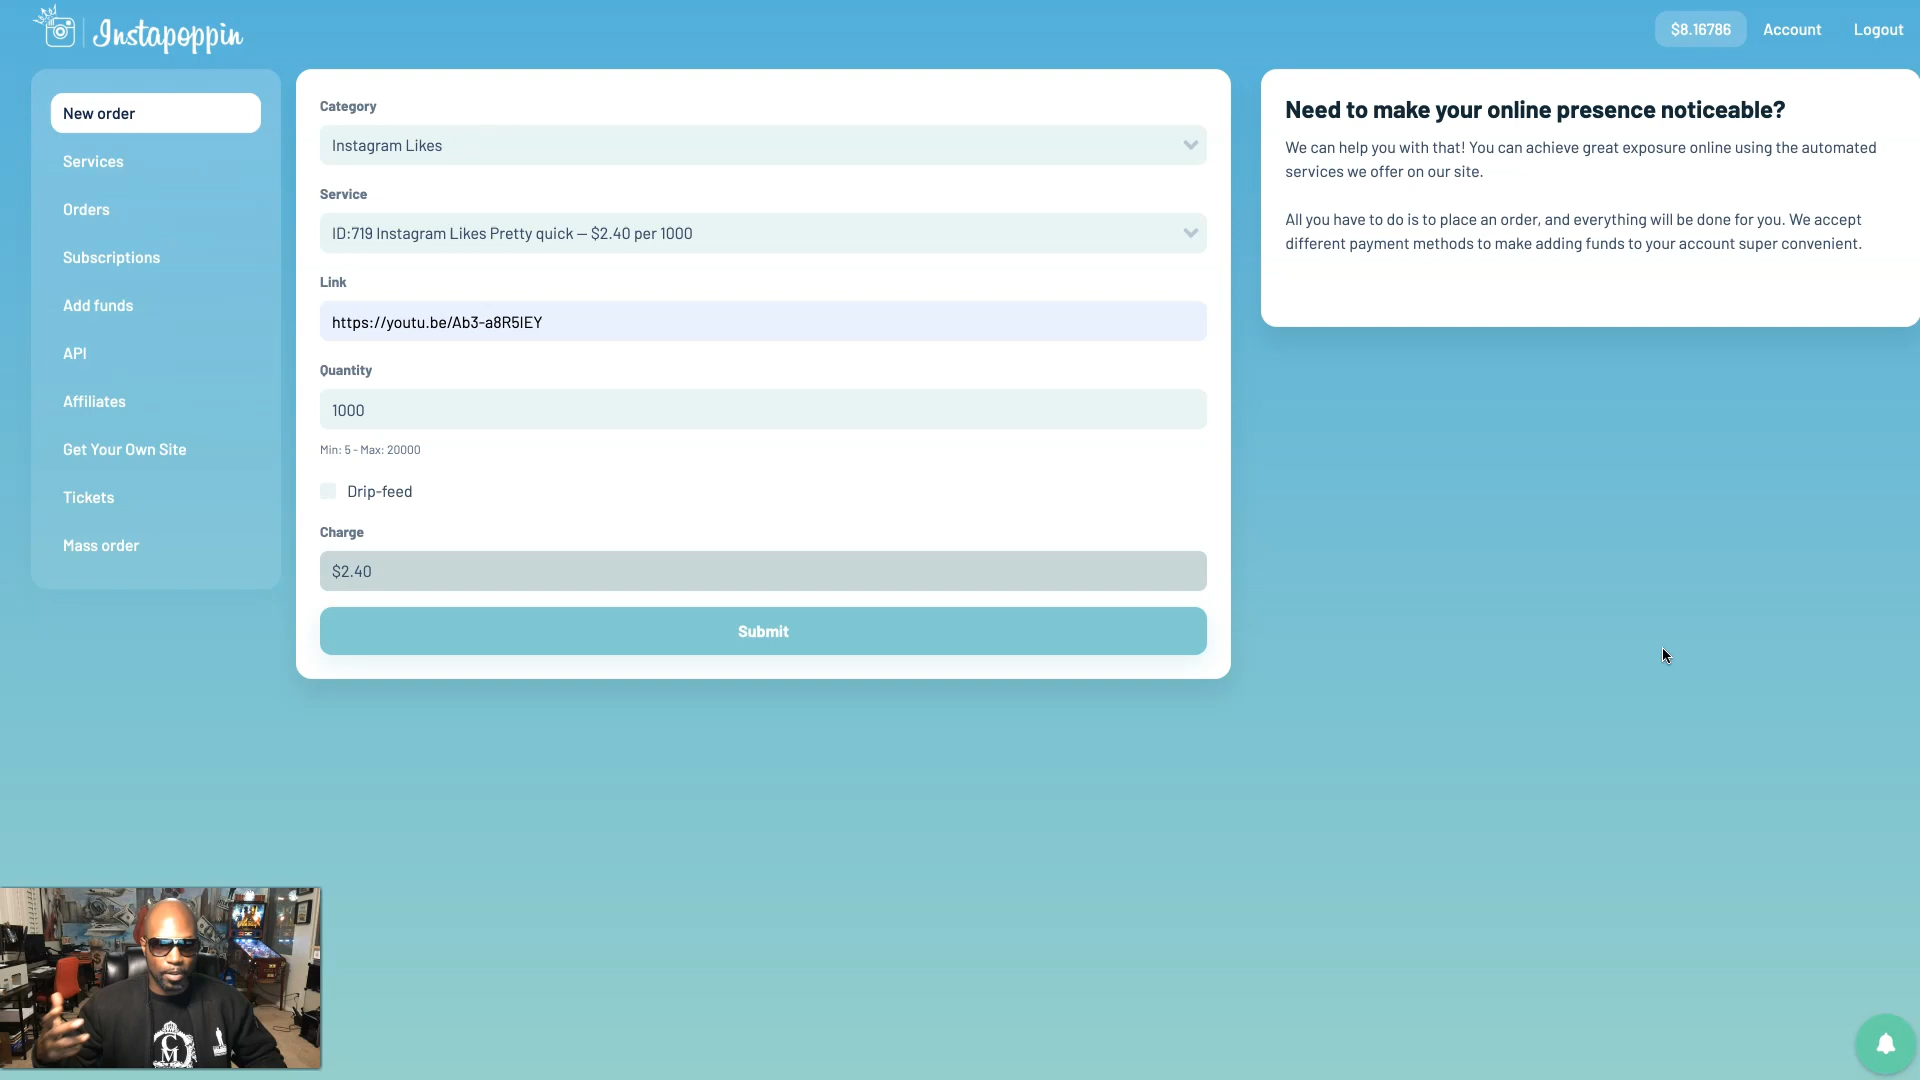 Instapoppin
$8.16786
Account
Logout
New order
Services
Orders
Subscriptions
Add funds
API
Affiliates
Get Your Own Site
Tickets
Mass order
Category
Instagram Likes
Service
ID:719 Instagram Likes Pretty quick — $2.40 per 1000
Link
https://youtu.be/Ab3-a8R5IEY
Quantity
1000
Min: 5 - Max: 20000
Drip-feed
Charge
$2.40
Submit
Need to make your online presence noticeable?
We can help you with that! You can achieve great exposure online using the automated
services we offer on our site.
All you have to do is to place an order, and everything will be done for you. We accept
different payment methods to make adding funds to your account super convenient.
C
M